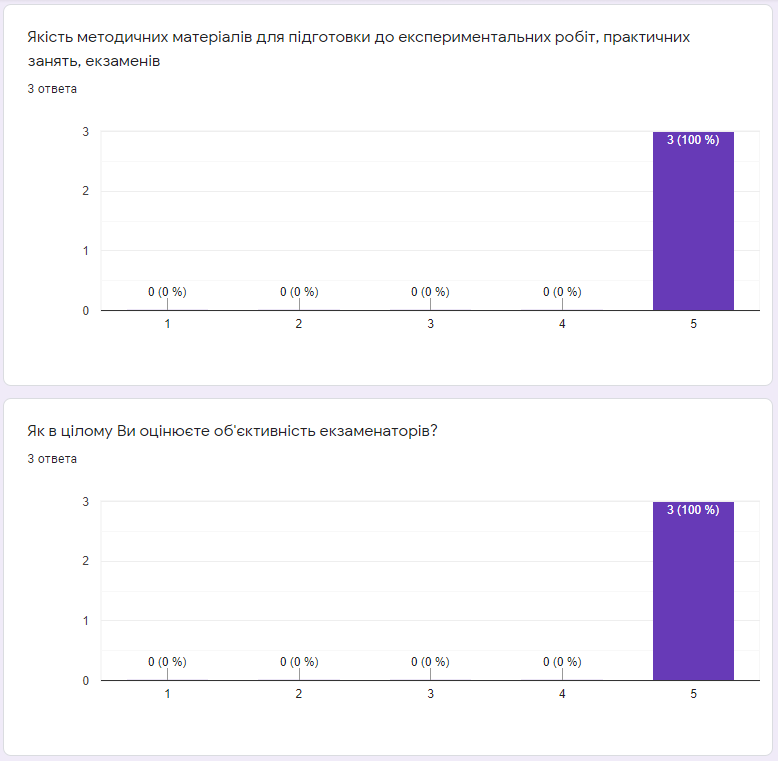 Якість методичних матеріалів для підготовки до експериментальних робіт, практичних
занять, екзаменів
3 ответа
3
3 (100 %)
2
1
0 (0 %) 0 (0 %) 0 (0 %) 0 (0 %)
0
1 2 3 4 5
Як в цілому Ви оцінюєте об'єктивність екзаменаторів?
3 ответа
3
3 (100 %)
2
1
0 (0 %) 0 (0 %) 0 (0 %) 0 (0 %)
0
1 2 3 4 5